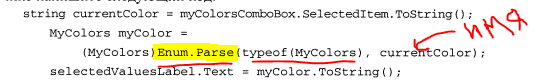 string currentColor = myColorsComboBox.SelectedItem.ToString();
MyColors myColor =
(MyColors)Enum.Parse(typeof(MyColors), currentColor);
имя
selectedValuesLabel.Text = myColor.ToString();